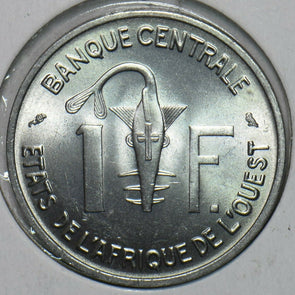 BANQUE CENTRALE
1 F.
ETATS DE L'AFRIQUE DE L'OUEST